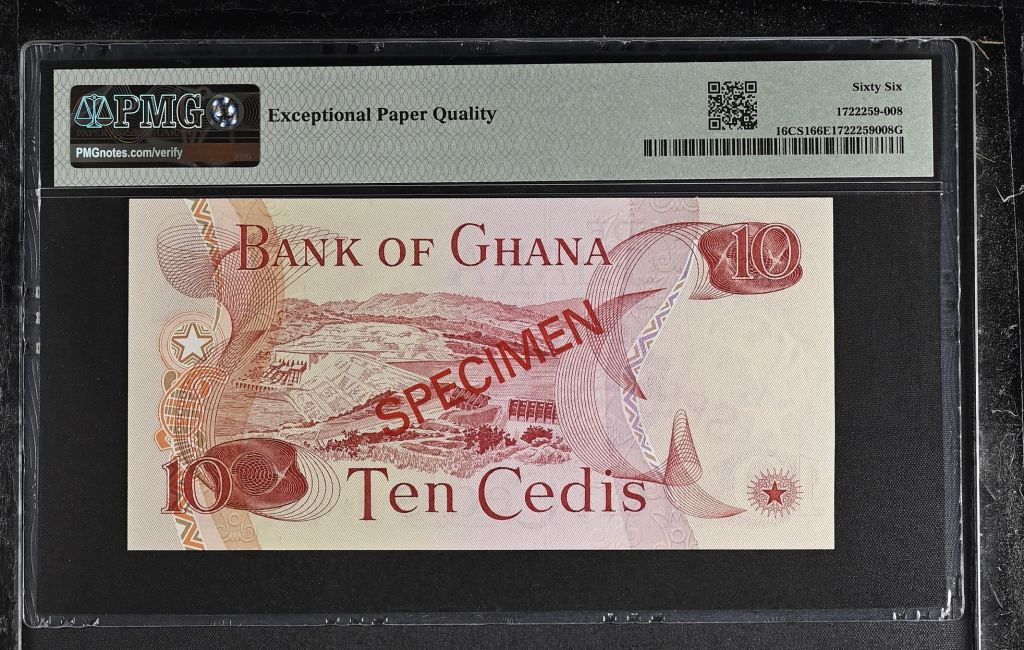 PMG
PMGnotes.com/verify
Exceptional Paper Quality
Sixty Six
1722259-008
16CS166E1722259008G
BANK OF GHANA
10
SPECIMEN
10
TEN CEDIS